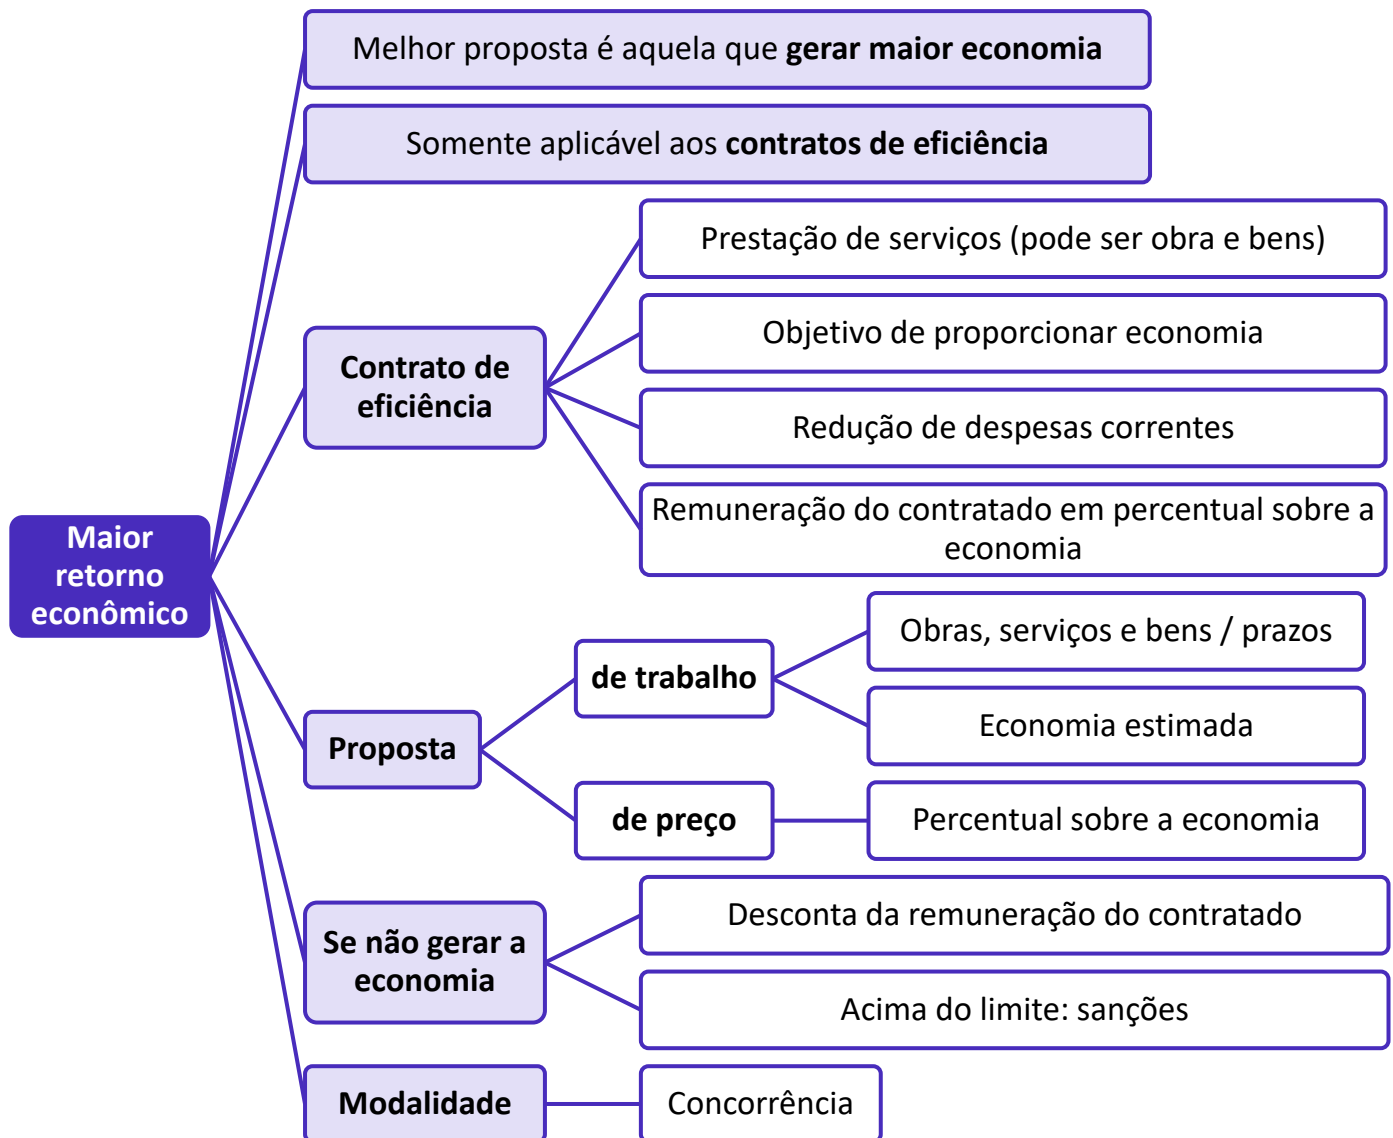 Maior
retorno
econômico
Melhor proposta é aquela que gerar maior economia
Somente aplicável aos contratos de eficiência
Contrato de
eficiência
Prestação de serviços (pode ser obra e bens)
Objetivo de proporcionar economia
Redução de despesas correntes
Remuneração do contratado em percentual sobre a
economia
Proposta
de trabalho
Obras, serviços e bens / prazos
Economia estimada
de preço
Percentual sobre a economia
Se não gerar a
economia
Desconta da remuneração do contratado
Acima do limite: sanções
Modalidade
Concorrência